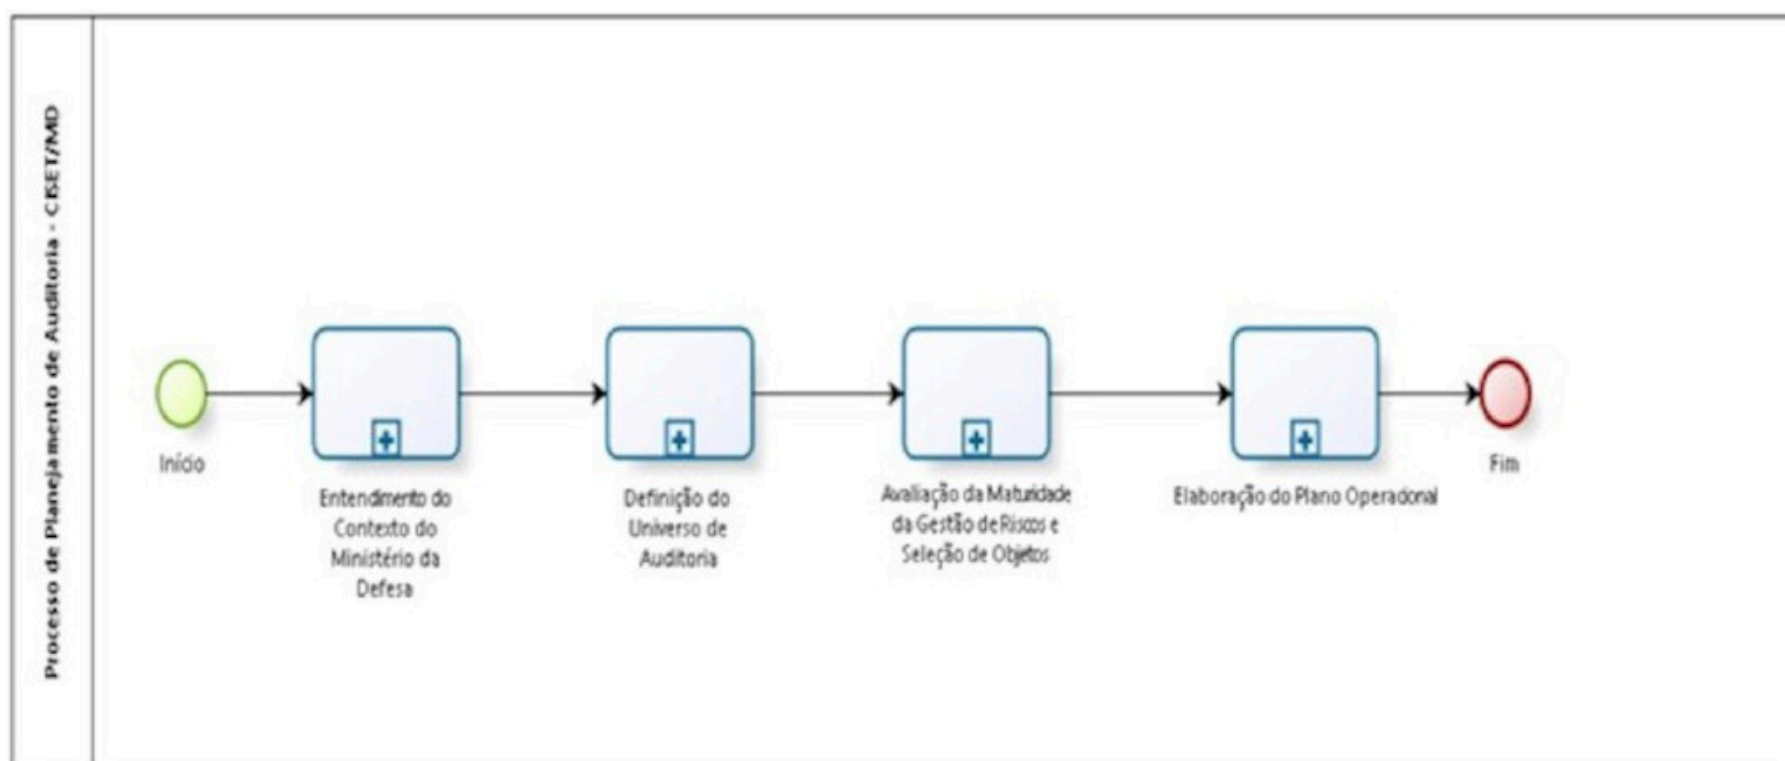 Processo de Planejamento de Auditoria - CISET/MD
Início
Entendimento do
Contexto do
Ministério da
Defesa
Definição do
Universo de
Auditoria
Avaliação da Maturidade
da Gestão de Riscos e
Seleção de Objetos
Elaboração do Plano Operacional
Fim